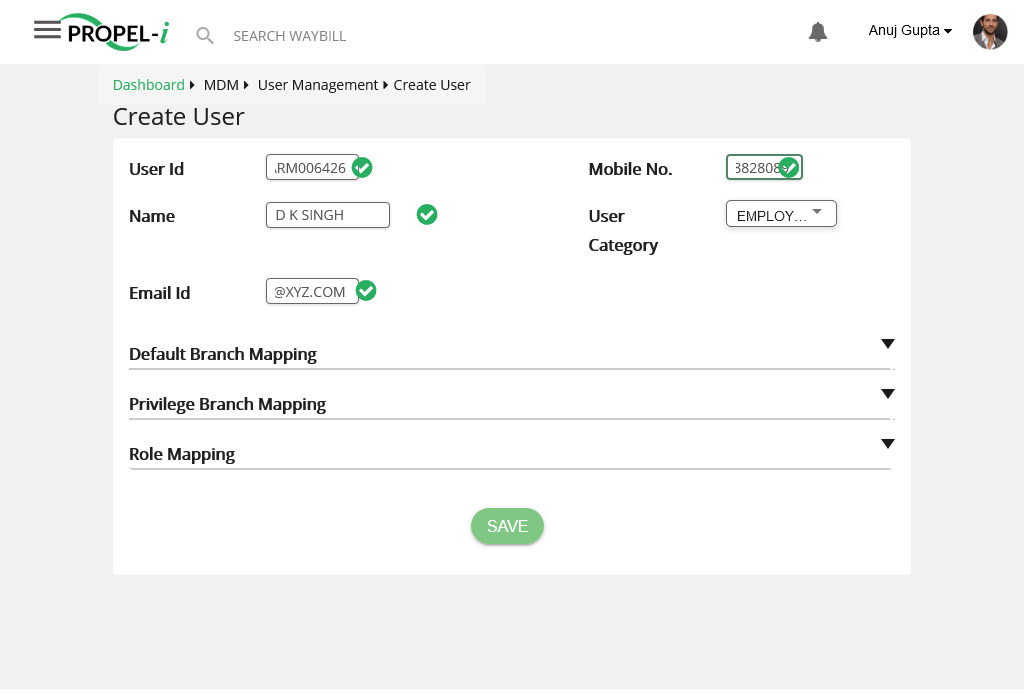 PROPEL-i
SEARCH WAYBILL
Anuj Gupta
Dashboard MDM User Management Create User
Create User
User Id
RM006426
Mobile No.
382808
Name
D K SINGH
User Category
EMPLOY...
Email Id
@XYZ.COM
Default Branch Mapping
Privilege Branch Mapping
Role Mapping
SAVE